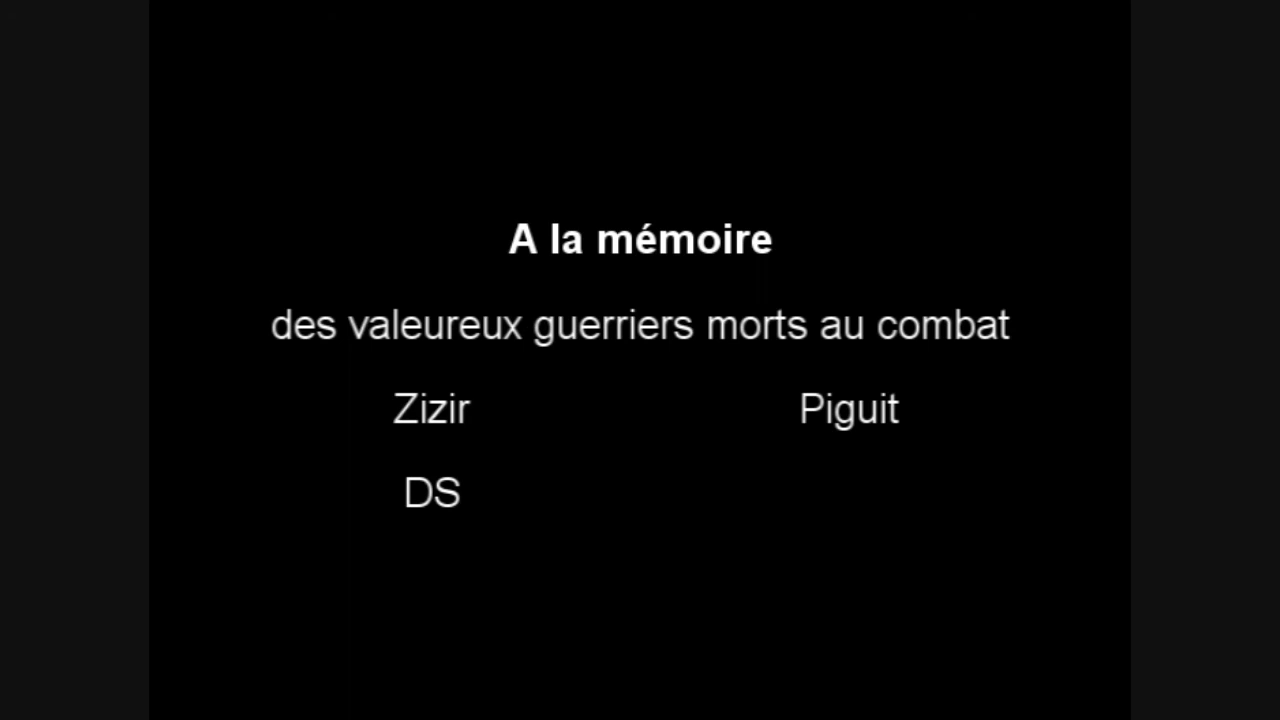 A la mémoire
des valeureux guerriers morts au combat
Zizir Piguit
DS